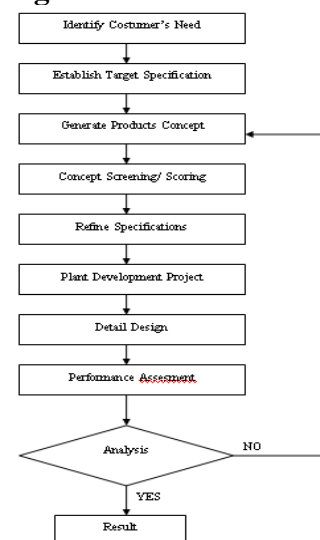 Identify Costumer's Need
Establish Target Specification
Generate Products Concept
Concept Screening/ Scoring
Refine Specifications
Plant Development Project
Detail Design
Performance Assesment
Analysis
NO
YES
Result